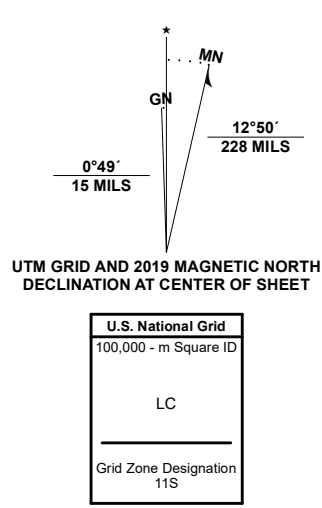 ★
MN
GN
12°50´
228 MILS
0°49´
15 MILS
UTM GRID AND 2019 MAGNETIC NORTH
DECLINATION AT CENTER OF SHEET
U.S. National Grid
100,000 - m Square ID
LC
Grid Zone Designation
11S